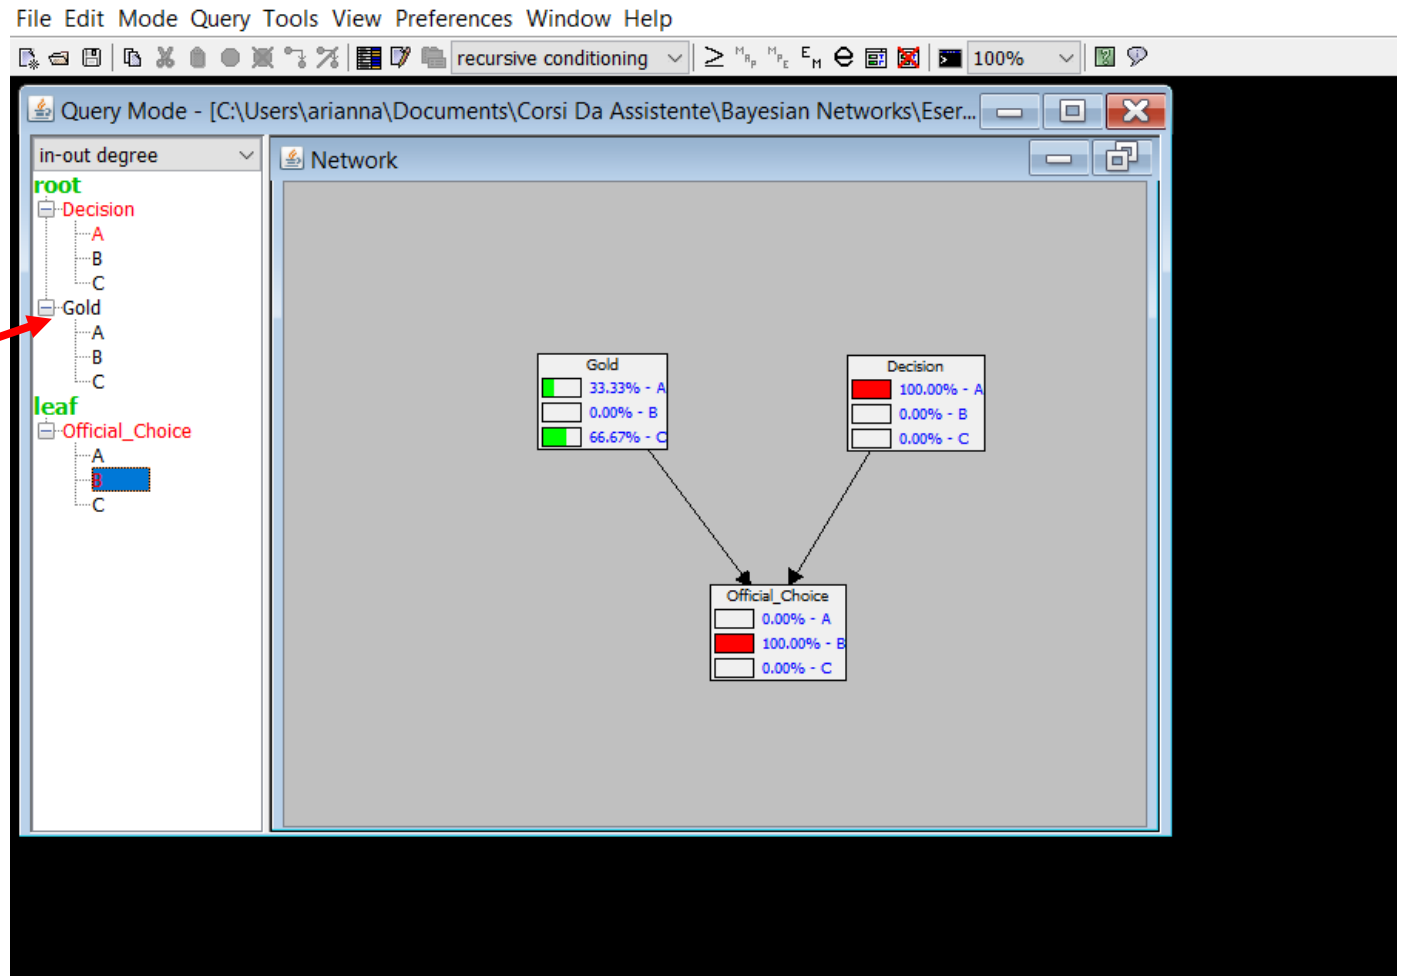 File Edit Mode Query Tools View Preferences Window Help
recursive conditioning
100%
Query Mode - [C:\Users\arianna\Documents\Corsi Da Assistente\Bayesian Networks\Eser...
in-out degree
root
Decision
A
B
C
Gold
A
B
C
leaf
Official_Choice
A
B
C
Network
Gold
33.33% - A
0.00% - B
66.67% - C
Decision
100.00% - A
0.00% - B
0.00% - C
Official_Choice
0.00% - A
100.00% - B
0.00% - C